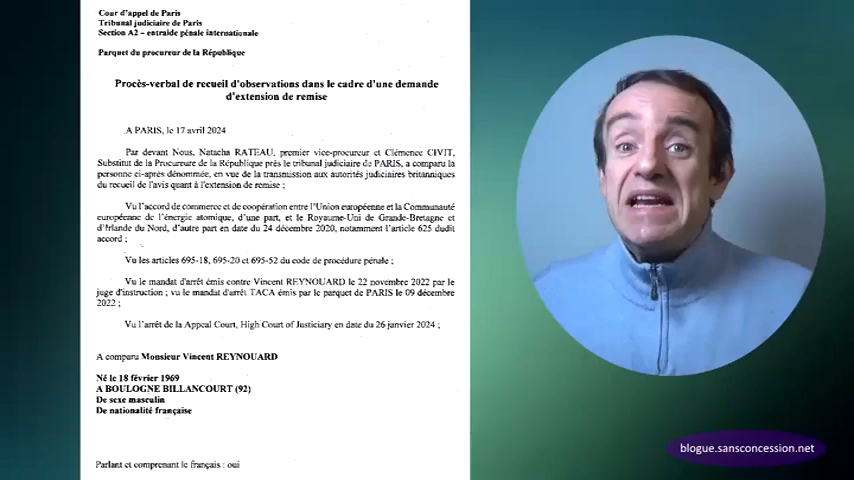 Cour d'appel de Paris
Tribunal judiciaire de Paris
Section A2 – entraide pénale internationale
Parquet du procureur de la République
Procès-verbal de recueil d'observations dans le cadre d'une demande
d'extension de remise
A PARIS, le 17 avril 2024
Par devant Nous, Natacha RATEAU, premier vice-procureur et Clémence CIVIT,
Substitut de la Procureure de la République près le tribunal judiciaire de PARIS, a comparu la
personne ci-après dénommée, en vue de la transmission aux autorités judiciaires britanniques
du recueil de l'avis quant à l'extension de remise ;
Vu l'accord de commerce et de coopération entre l'Union européenne et la Communauté
européenne de l'énergie atomique, d'une part, et le Royaume-Uni de Grande-Bretagne et
d'Irlande du Nord, d'autre part en date du 24 décembre 2020, notamment l'article 625 dudit
accord ;
Vu les articles 695-18, 695-20 et 695-52 du code de procédure pénale ;
Vu le mandat d'arrêt émis contre Vincent REYNOUARD le 22 novembre 2022 par le
juge d'instruction ; vu le mandat d'arrêt TACA émis par le parquet de PARIS le 09 décembre
2022 ;
Vu l'arrêt de la Appeal Court, High Court of Justiciary en date du 26 janvier 2024 ;
A comparu Monsieur Vincent REYNOUARD
Né le 18 février 1969
A BOULOGNE BILLANCOURT (92)
De sexe masculin
De nationalité française
Parlant et comprenant le français : oui
blogue.sansconcession.net